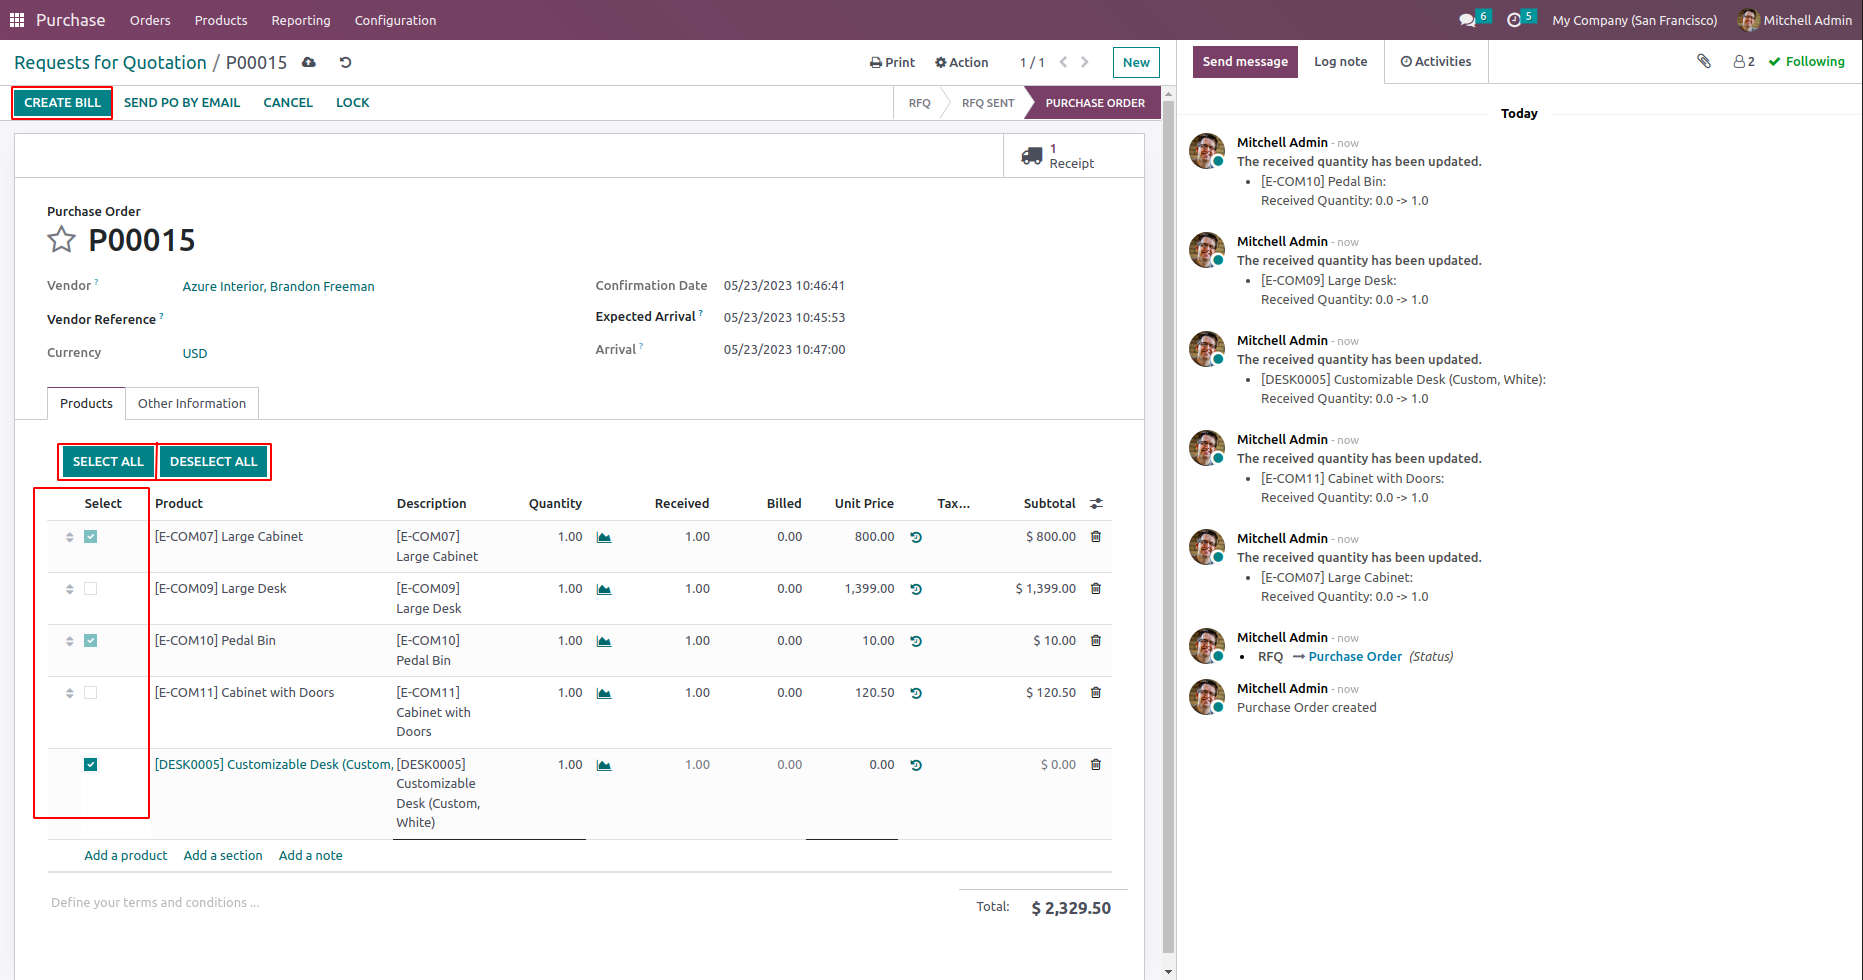 Purchase Orders Products Reporting Configuration 6 5 My Company (San Francisco) Mitchell Admin
Requests for Quotation / P00015 Print Action 1 / 1 New
Send message Log note Activities 2 Following
CREATE BILL SEND PO BY EMAIL CANCEL LOCK RFQ RFQ SENT PURCHASE ORDER
1
Receipt
Purchase Order
P00015
Vendor ? Azure Interior, Brandon Freeman
Vendor Reference ?
Currency USD
Confirmation Date 05/23/2023 10:46:41
Expected Arrival ? 05/23/2023 10:45:53
Arrival ? 05/23/2023 10:47:00
Products Other Information
SELECT ALL DESELECT ALL
Select Product Description Quantity Received Billed Unit Price Tax... Subtotal
[E-COM07] Large Cabinet [E-COM07] 1.00 1.00 0.00 800.00 $ 800.00
Large Cabinet
[E-COM09] Large Desk [E-COM09] 1.00 1.00 0.00 1,399.00 $ 1,399.00
Large Desk
[E-COM10] Pedal Bin [E-COM10] 1.00 1.00 0.00 10.00 $ 10.00
Pedal Bin
[E-COM11] Cabinet with Doors [E-COM11] 1.00 1.00 0.00 120.50 $ 120.50
Cabinet with
Doors
[DESK0005] Customizable Desk (Custom, [DESK0005] 1.00 1.00 0.00 0.00 $ 0.00
Customizable
Desk (Custom,
White)
Add a product Add a section Add a note
Define your terms and conditions ...
Total: $ 2,329.50
Today
Mitchell Admin - now
The received quantity has been updated.
• [E-COM10] Pedal Bin:
Received Quantity: 0.0 -> 1.0
Mitchell Admin - now
The received quantity has been updated.
• [E-COM09] Large Desk:
Received Quantity: 0.0 -> 1.0
Mitchell Admin - now
The received quantity has been updated.
• [DESK0005] Customizable Desk (Custom, White):
Received Quantity: 0.0 -> 1.0
Mitchell Admin - now
The received quantity has been updated.
• [E-COM11] Cabinet with Doors:
Received Quantity: 0.0 -> 1.0
Mitchell Admin - now
The received quantity has been updated.
• [E-COM07] Large Cabinet:
Received Quantity: 0.0 -> 1.0
Mitchell Admin - now
• RFQ → Purchase Order (Status)
Mitchell Admin - now
Purchase Order created